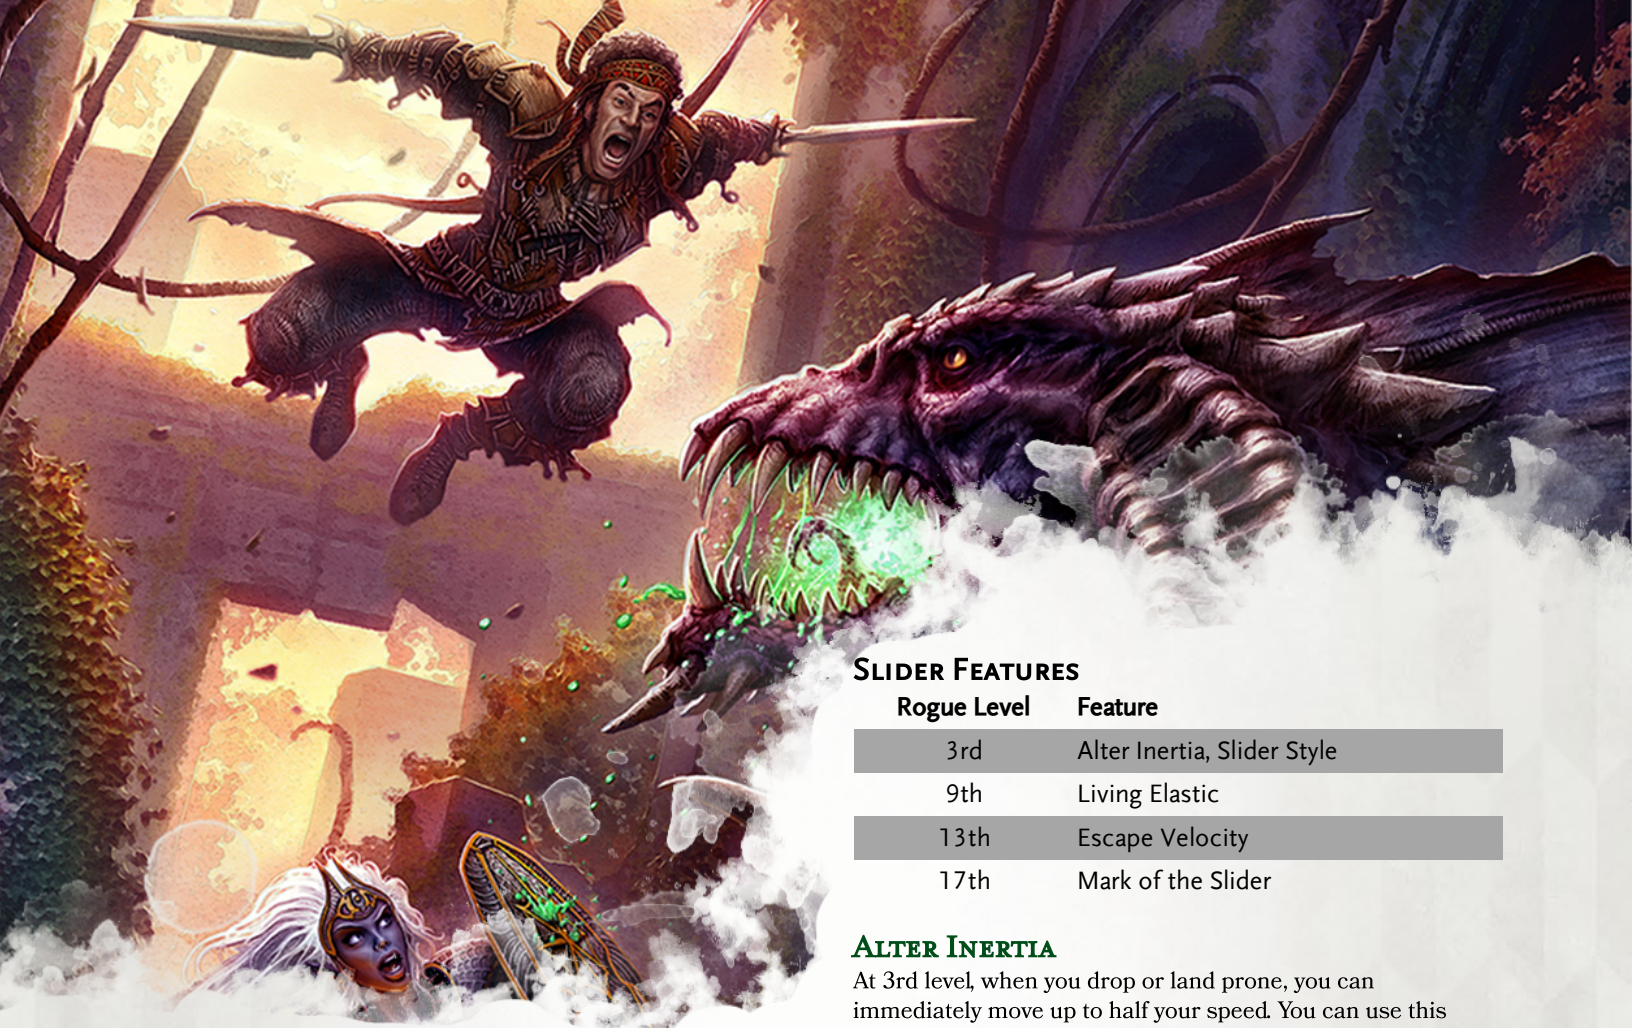 Slider Features
Rogue Level Feature
3rd Alter Inertia, Slider Style
9th Living Elastic
13th Escape Velocity
17th Mark of the Slider
Alter Inertia
At 3rd level, when you drop or land prone, you can
immediately move up to half your speed. You can use this